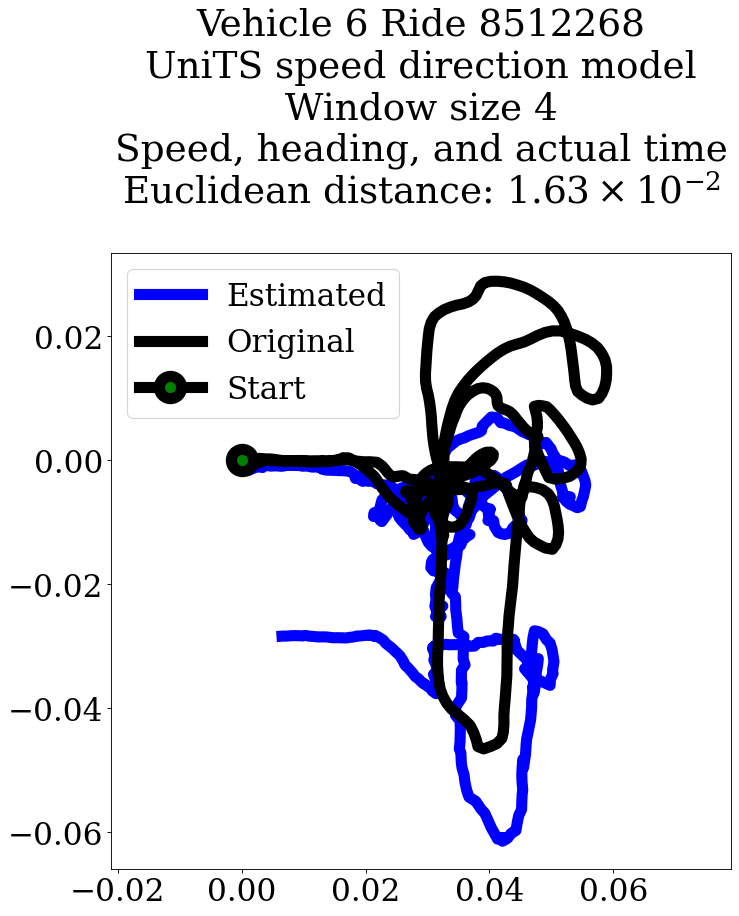 Vehicle 6 Ride 8512268
UniTS speed direction model
Window size 4
Speed, heading, and actual time
Euclidean distance: 1.63 × 10⁻²
Estimated
Original
Start
0.02
0.00
−0.02
−0.04
−0.06
−0.02 0.00 0.02 0.04 0.06